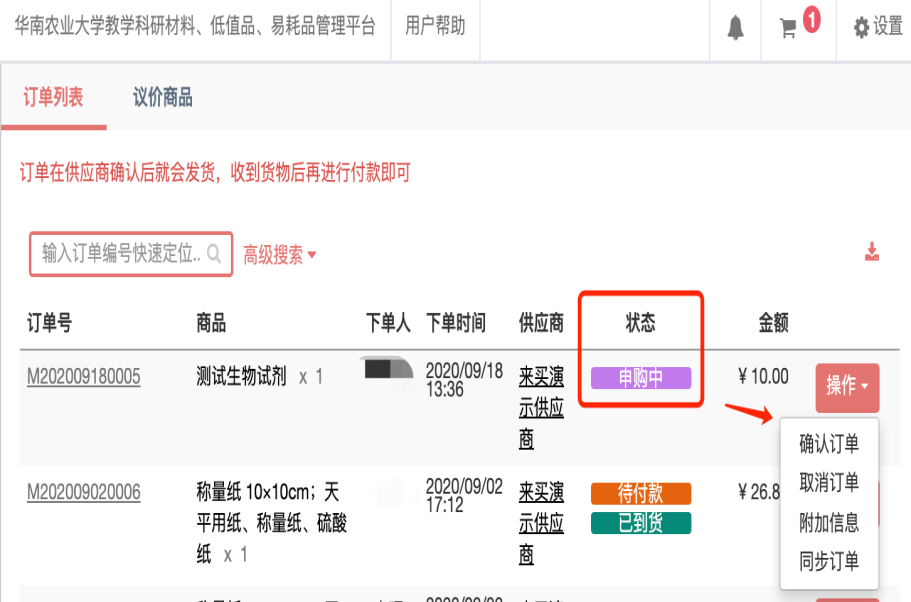 华南农业大学教学科研材料、低值品、易耗品管理平台 用户帮助 1 设置
订单列表 议价商品
订单在供应商确认后就会发货，收到货物后再进行付款即可
输入订单编号快速定位.. 高级搜索
订单号 商品 下单人 下单时间 供应商 状态 金额
M202009180005 测试生物试剂 x 1 2020/09/18 来买演 申购中 ¥ 10.00 操作
13:36
示供应
商
确认订单
取消订单
附加信息
同步订单
M202009020006 称量纸 10×10cm；天 2020/09/02 来买演 待付款 ¥ 26.8
17:12
平用纸、称量纸、硫酸 示供应 已到货
纸 x 1 商